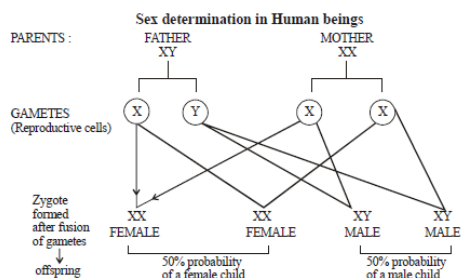 Sex determination in Human beings
PARENTS : FATHER MOTHER
XY XX
GAMETES X Y X X
(Reproductive cells)
Zygote
formed XX XX XY XY
after fusion FEMALE FEMALE MALE MALE
of gametes
offspring 50% probability 50% probability
of a female child of a male child